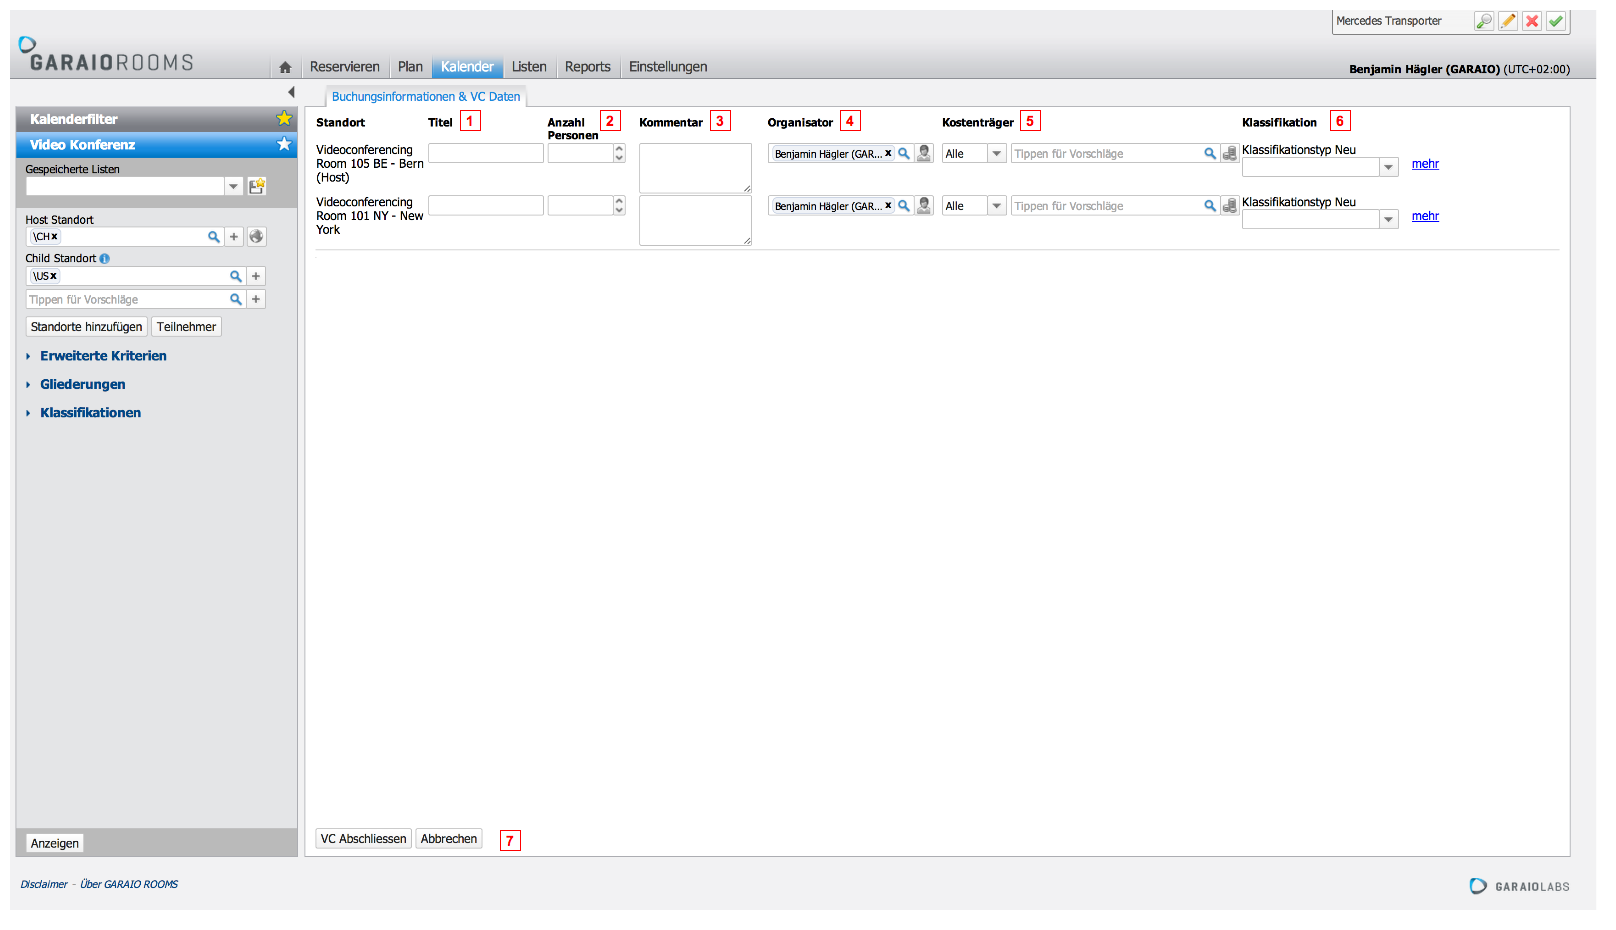 Mercedes Transporter
GARAIOROOMS
Reservieren
Plan
Kalender
Listen
Reports
Einstellungen
Benjamin Hägler (GARAIO) (UTC+02:00)
Kalenderfilter
Video Konferenz
Gespeicherte Listen
Host Standort
\CH x
Child Standort i
\US x
Tippen für Vorschläge
Standorte hinzufügen
Teilnehmer
Erweiterte Kriterien
Gliederungen
Klassifikationen
Anzeigen
Buchungsinformationen & VC Daten
Standort
Titel 1
Anzahl
Personen 2
Kommentar 3
Organisator 4
Kostenträger 5
Klassifikation 6
Videoconferencing
Room 105 BE - Bern
(Host)
Benjamin Hägler (GAR... x
Alle
Tippen für Vorschläge
Klassifikationstyp Neu
mehr
Videoconferencing
Room 101 NY - New
York
Benjamin Hägler (GAR... x
Alle
Tippen für Vorschläge
Klassifikationstyp Neu
mehr
VC Abschliessen
Abbrechen
7
Disclaimer - Über GARAIO ROOMS
GARAIOLABS